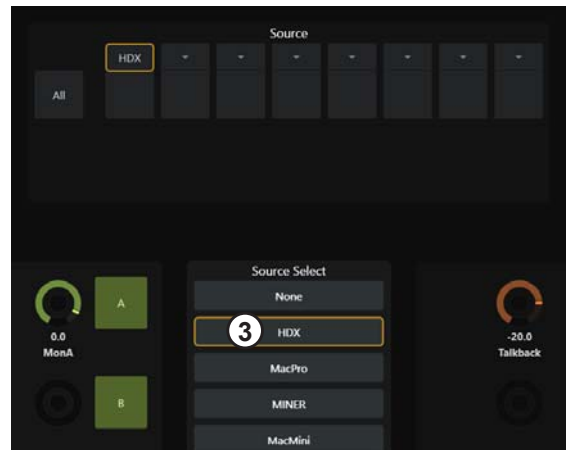 Source
HDX
All
Source Select
None
A
3 HDX
0.0
MonA
-20.0
Talkback
MacPro
MINER
B
MacMini